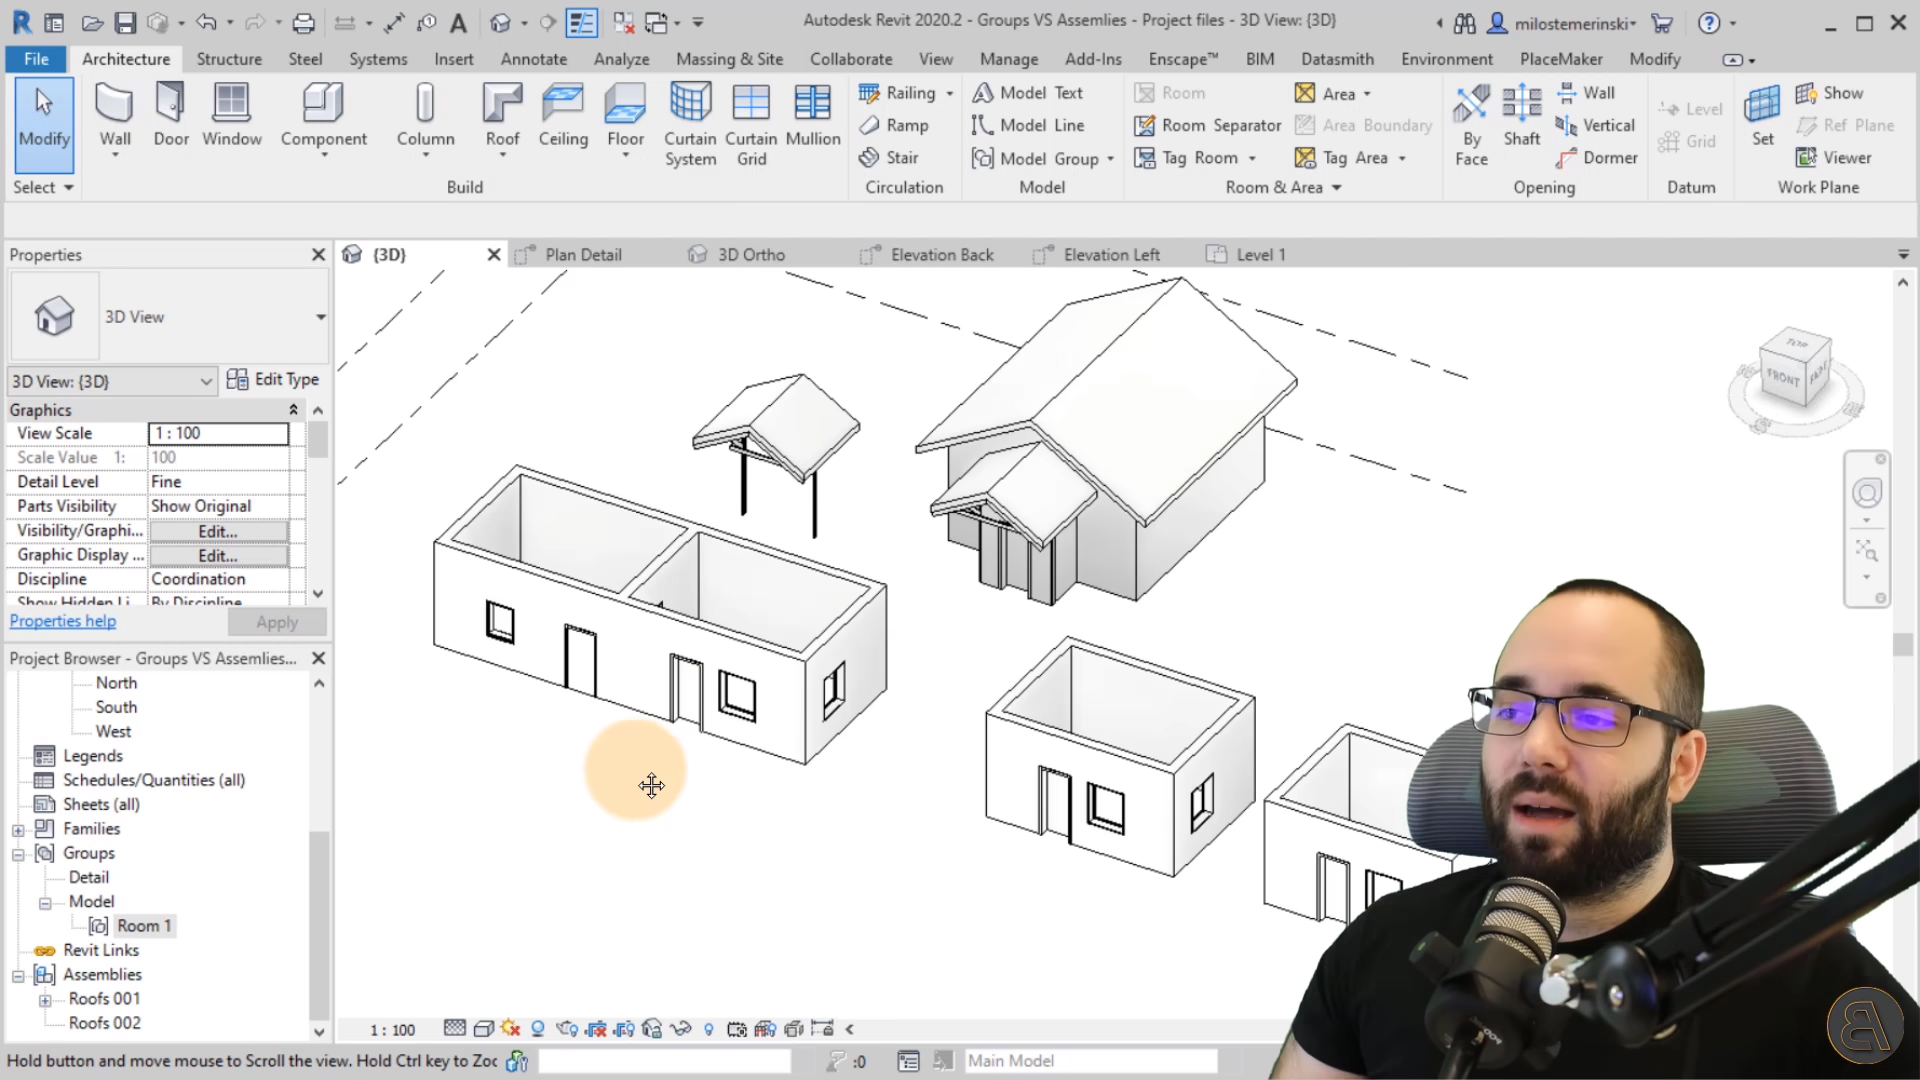 Autodesk Revit 2020.2 - Groups VS Assemlies - Project files - 3D View: {3D}
milostemerinski
File Architecture Structure Steel Systems Insert Annotate Analyze Massing & Site Collaborate View Manage Add-Ins Enscape™ BIM Datasmith Environment PlaceMaker Modify
Modify
Wall
Door
Window
Component
Column
Roof
Ceiling
Floor
Curtain System
Curtain Grid
Mullion
Railing
Ramp
Stair
Model Text
Model Line
Model Group
Room
Room Separator
Tag Room
Area
Area Boundary
Tag Area
By Face
Shaft
Wall
Vertical
Dormer
Level
Grid
Set
Show
Ref Plane
Viewer
Select
Build
Circulation
Model
Room & Area
Opening
Datum
Work Plane
Properties
{3D}
Plan Detail
3D Ortho
Elevation Back
Elevation Left
Level 1
3D View
3D View: {3D}
Edit Type
Graphics
View Scale 1 : 100
Scale Value 1: 100
Detail Level Fine
Parts Visibility Show Original
Visibility/Graphi... Edit...
Graphic Display ... Edit...
Discipline Coordination
Show Hidden Li By Discipline
Properties help
Apply
Project Browser - Groups VS Assemlies...
North
South
West
Legends
Schedules/Quantities (all)
Sheets (all)
Families
Groups
Detail
Model
Room 1
Revit Links
Assemblies
Roofs 001
Roofs 002
TOP
FRONT
1 : 100
Hold button and move mouse to Scroll the view. Hold Ctrl key to Zoc
:0
Main Model